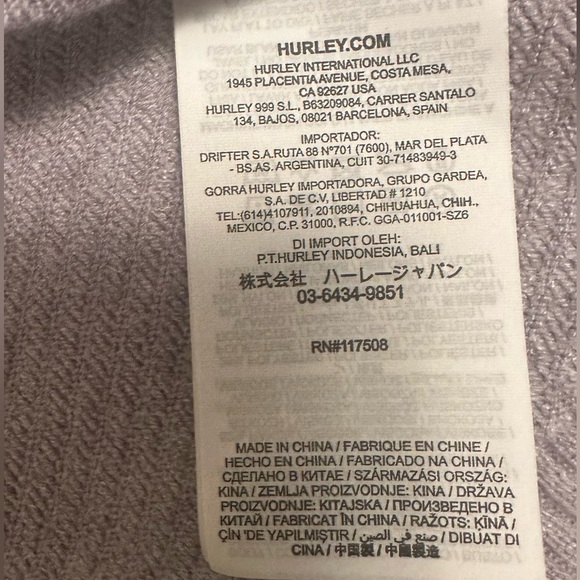 HURLEY.COM
HURLEY INTERNATIONAL LLC
1945 PLACENTIA AVENUE, COSTA MESA,
CA 92627 USA
HURLEY 999 S.L., B63209084, CARRER SANTALO
134, BAJOS, 08021 BARCELONA, SPAIN
IMPORTADOR:
DRIFTER S.A.RUTA 88 Nº701 (7600), MAR DEL PLATA
- BS.AS. ARGENTINA, CUIT 30-71483949-3
GORRA HURLEY IMPORTADORA, GRUPO GARDEA,
S.A. DE C.V, LIBERTAD # 1210
TEL:(614)4107911, 2010894, CHIHUAHUA, CHIH.,
MEXICO, C.P. 31000, R.F.C. GGA-011001-SZ6
DI IMPORT OLEH:
P.T.HURLEY INDONESIA, BALI
株式会社 ハーレージャパン
03-6434-9851
RN#117508
MADE IN CHINA / FABRIQUE EN CHINE /
HECHO EN CHINA / FABRICADO NA CHINA /
СДЕЛАНО В КИТАЕ / SZÁRMAZÁSI ORSZÁG:
KINA / ZEMLJA PROIZVODNJE: KINA / DRŽAVA
PROIZVODNJE: KITAJSKA / ПРОИЗВЕДЕНО В
КИТАЙ / FABRICAT ÎN CHINA / RAŽOTS: ĶĪNĀ /
ÇİN 'DE YAPILMIŞTIR / صنع في الصين / DIBUAT DI
CINA / 中国製 / 中國製造